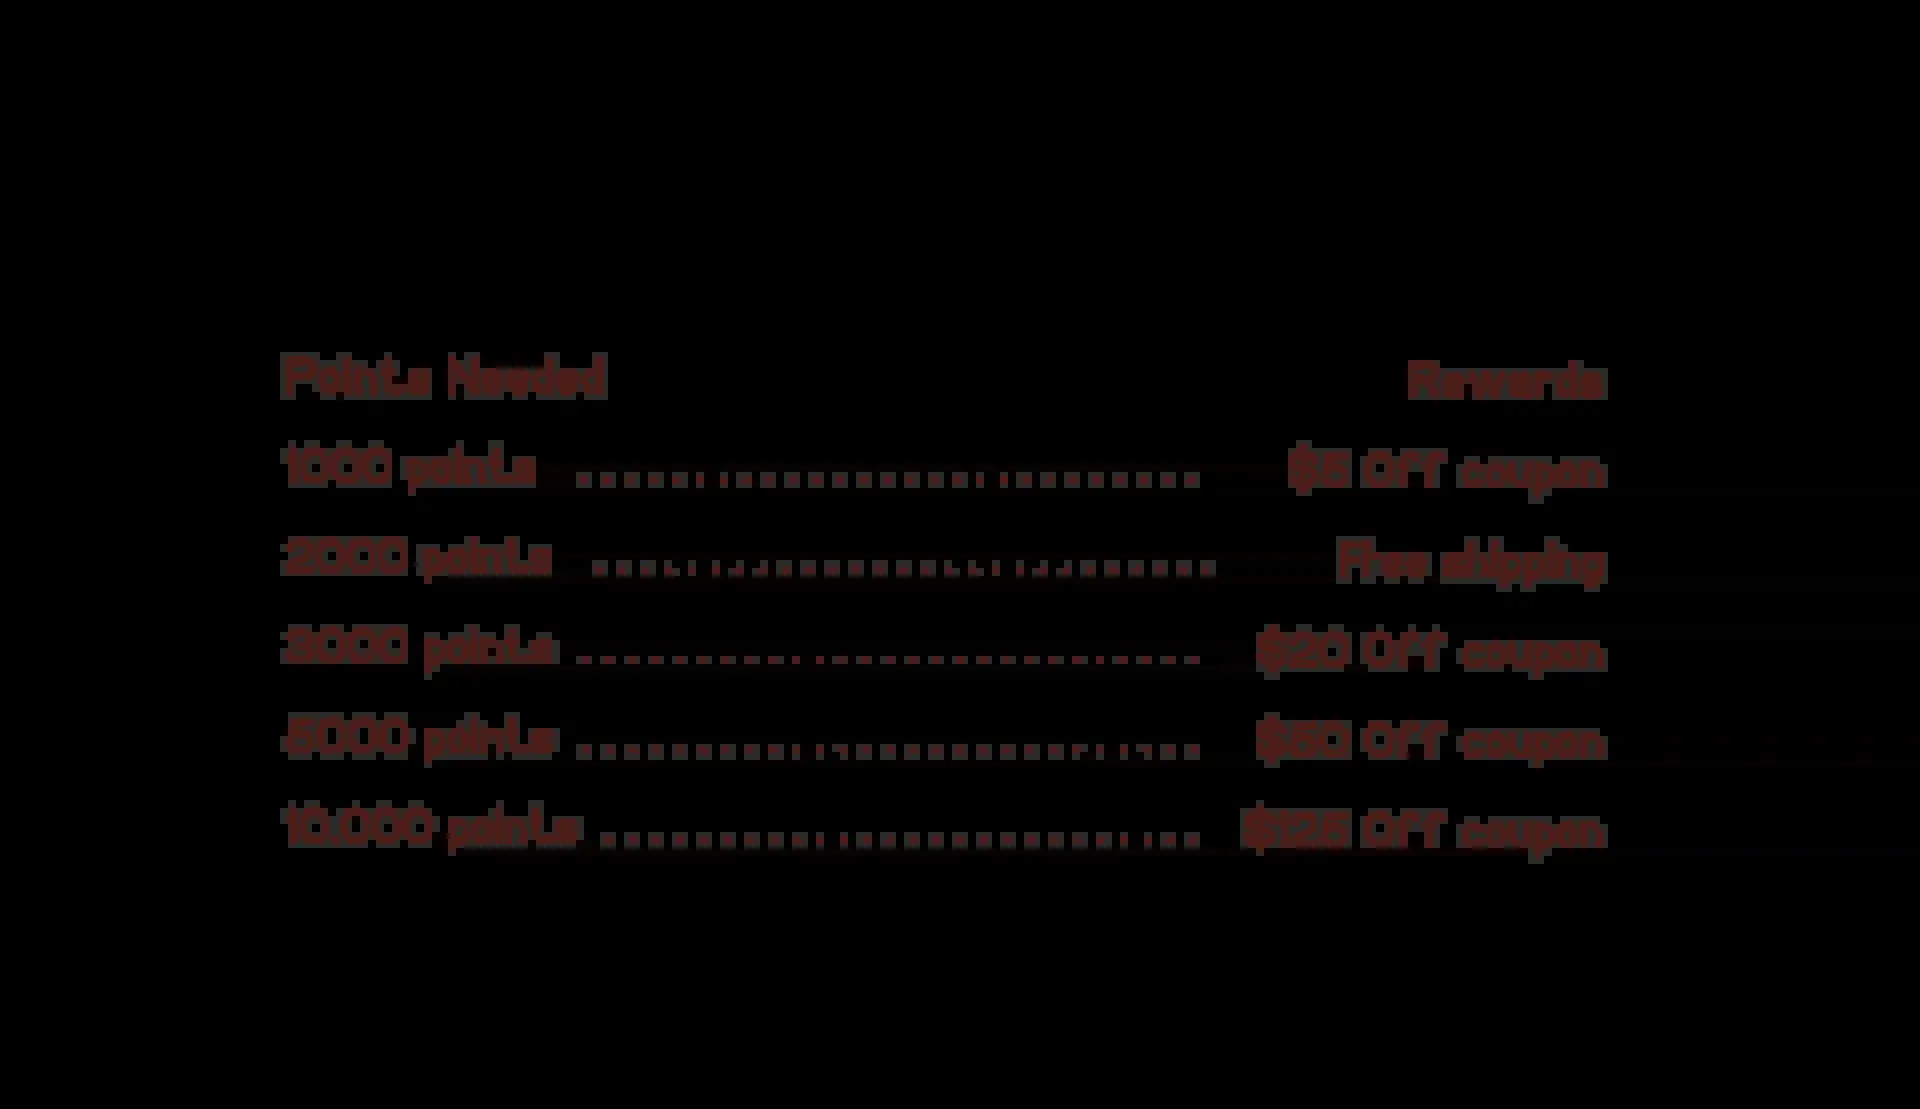 Points Needed Rewards
1000 points .......................... $5 Off coupon
2000 points ........................... Free shipping
3000 points .......................... $20 Off coupon
5000 points ........................... $50 Off coupon
10.000 points .......................... $125 Off coupon